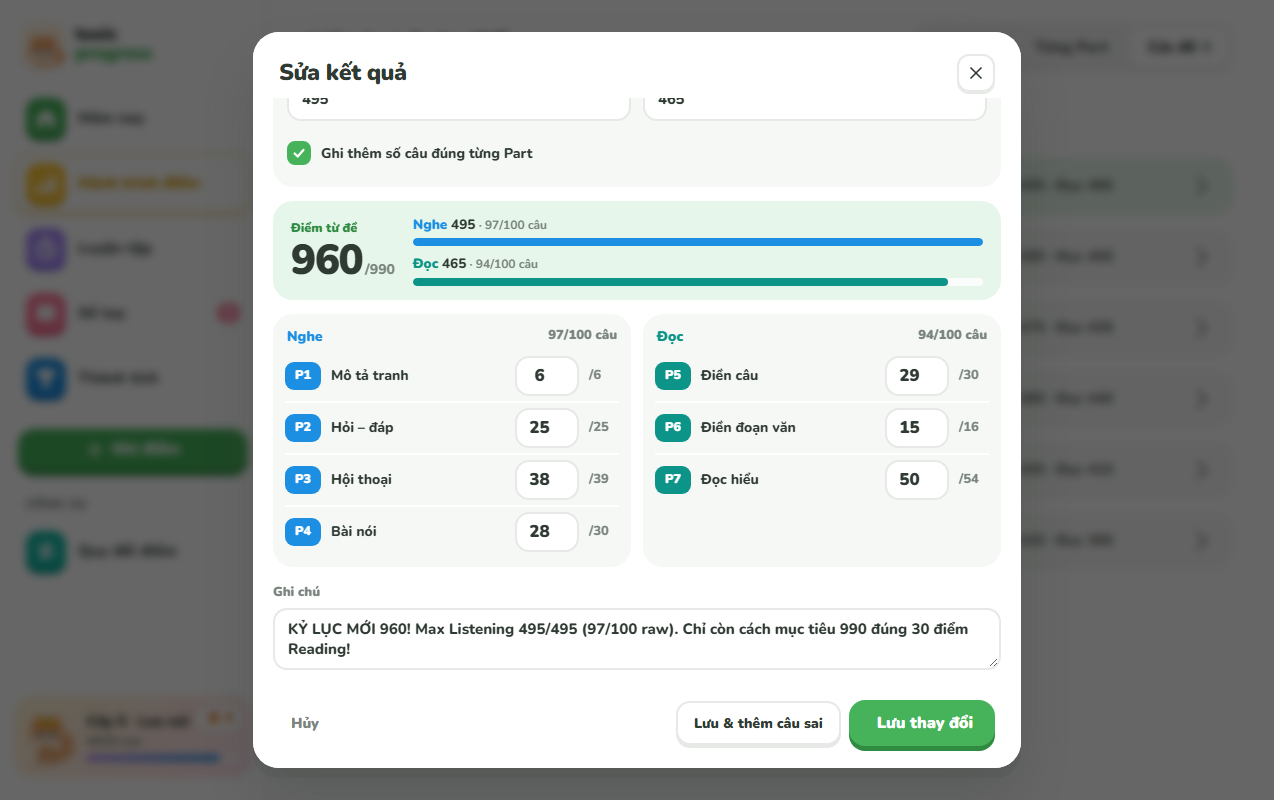 Sửa kết quả
495
465
Ghi thêm số câu đúng từng Part
Điểm từ đề
960/990
Nghe 495 · 97/100 câu
Đọc 465 · 94/100 câu
Nghe
97/100 câu
P1 Mô tả tranh 6 /6
P2 Hỏi – đáp 25 /25
P3 Hội thoại 38 /39
P4 Bài nói 28 /30
Đọc
94/100 câu
P5 Điền câu 29 /30
P6 Điền đoạn văn 15 /16
P7 Đọc hiểu 50 /54
Ghi chú
KỶ LỤC MỚI 960! Max Listening 495/495 (97/100 raw). Chỉ còn cách mục tiêu 990 đúng 30 điểm
Reading!
Hủy
Lưu & thêm câu sai
Lưu thay đổi